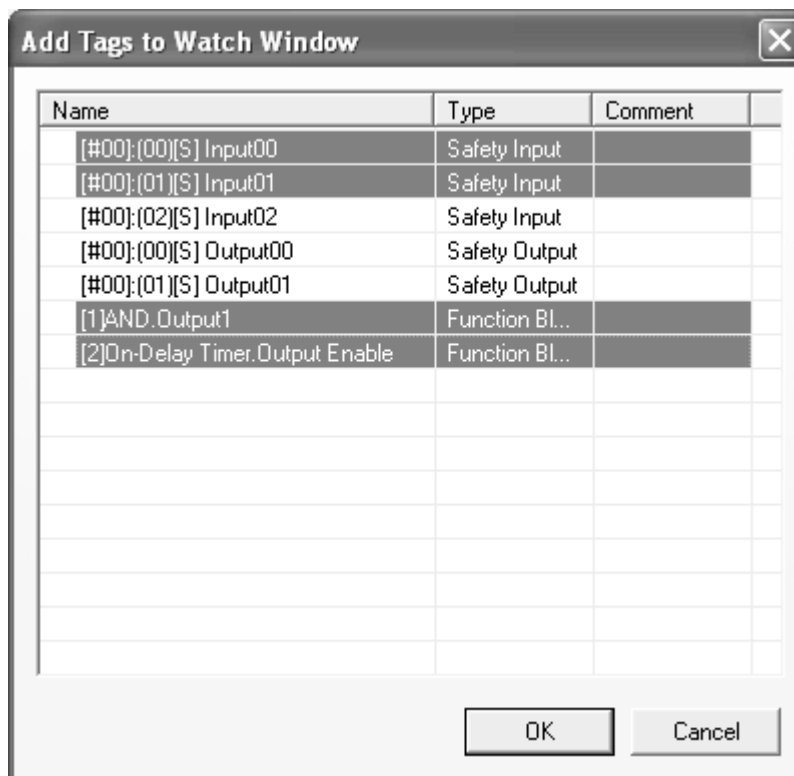 Add Tags to Watch Window
Name Type Comment
[#00]:(00)[S] Input00 Safety Input
[#00]:(01)[S] Input01 Safety Input
[#00]:(02)[S] Input02 Safety Input
[#00]:(00)[S] Output00 Safety Output
[#00]:(01)[S] Output01 Safety Output
[1]AND.Output1 Function Bl...
[2]On-Delay Timer.Output Enable Function Bl...
OK Cancel